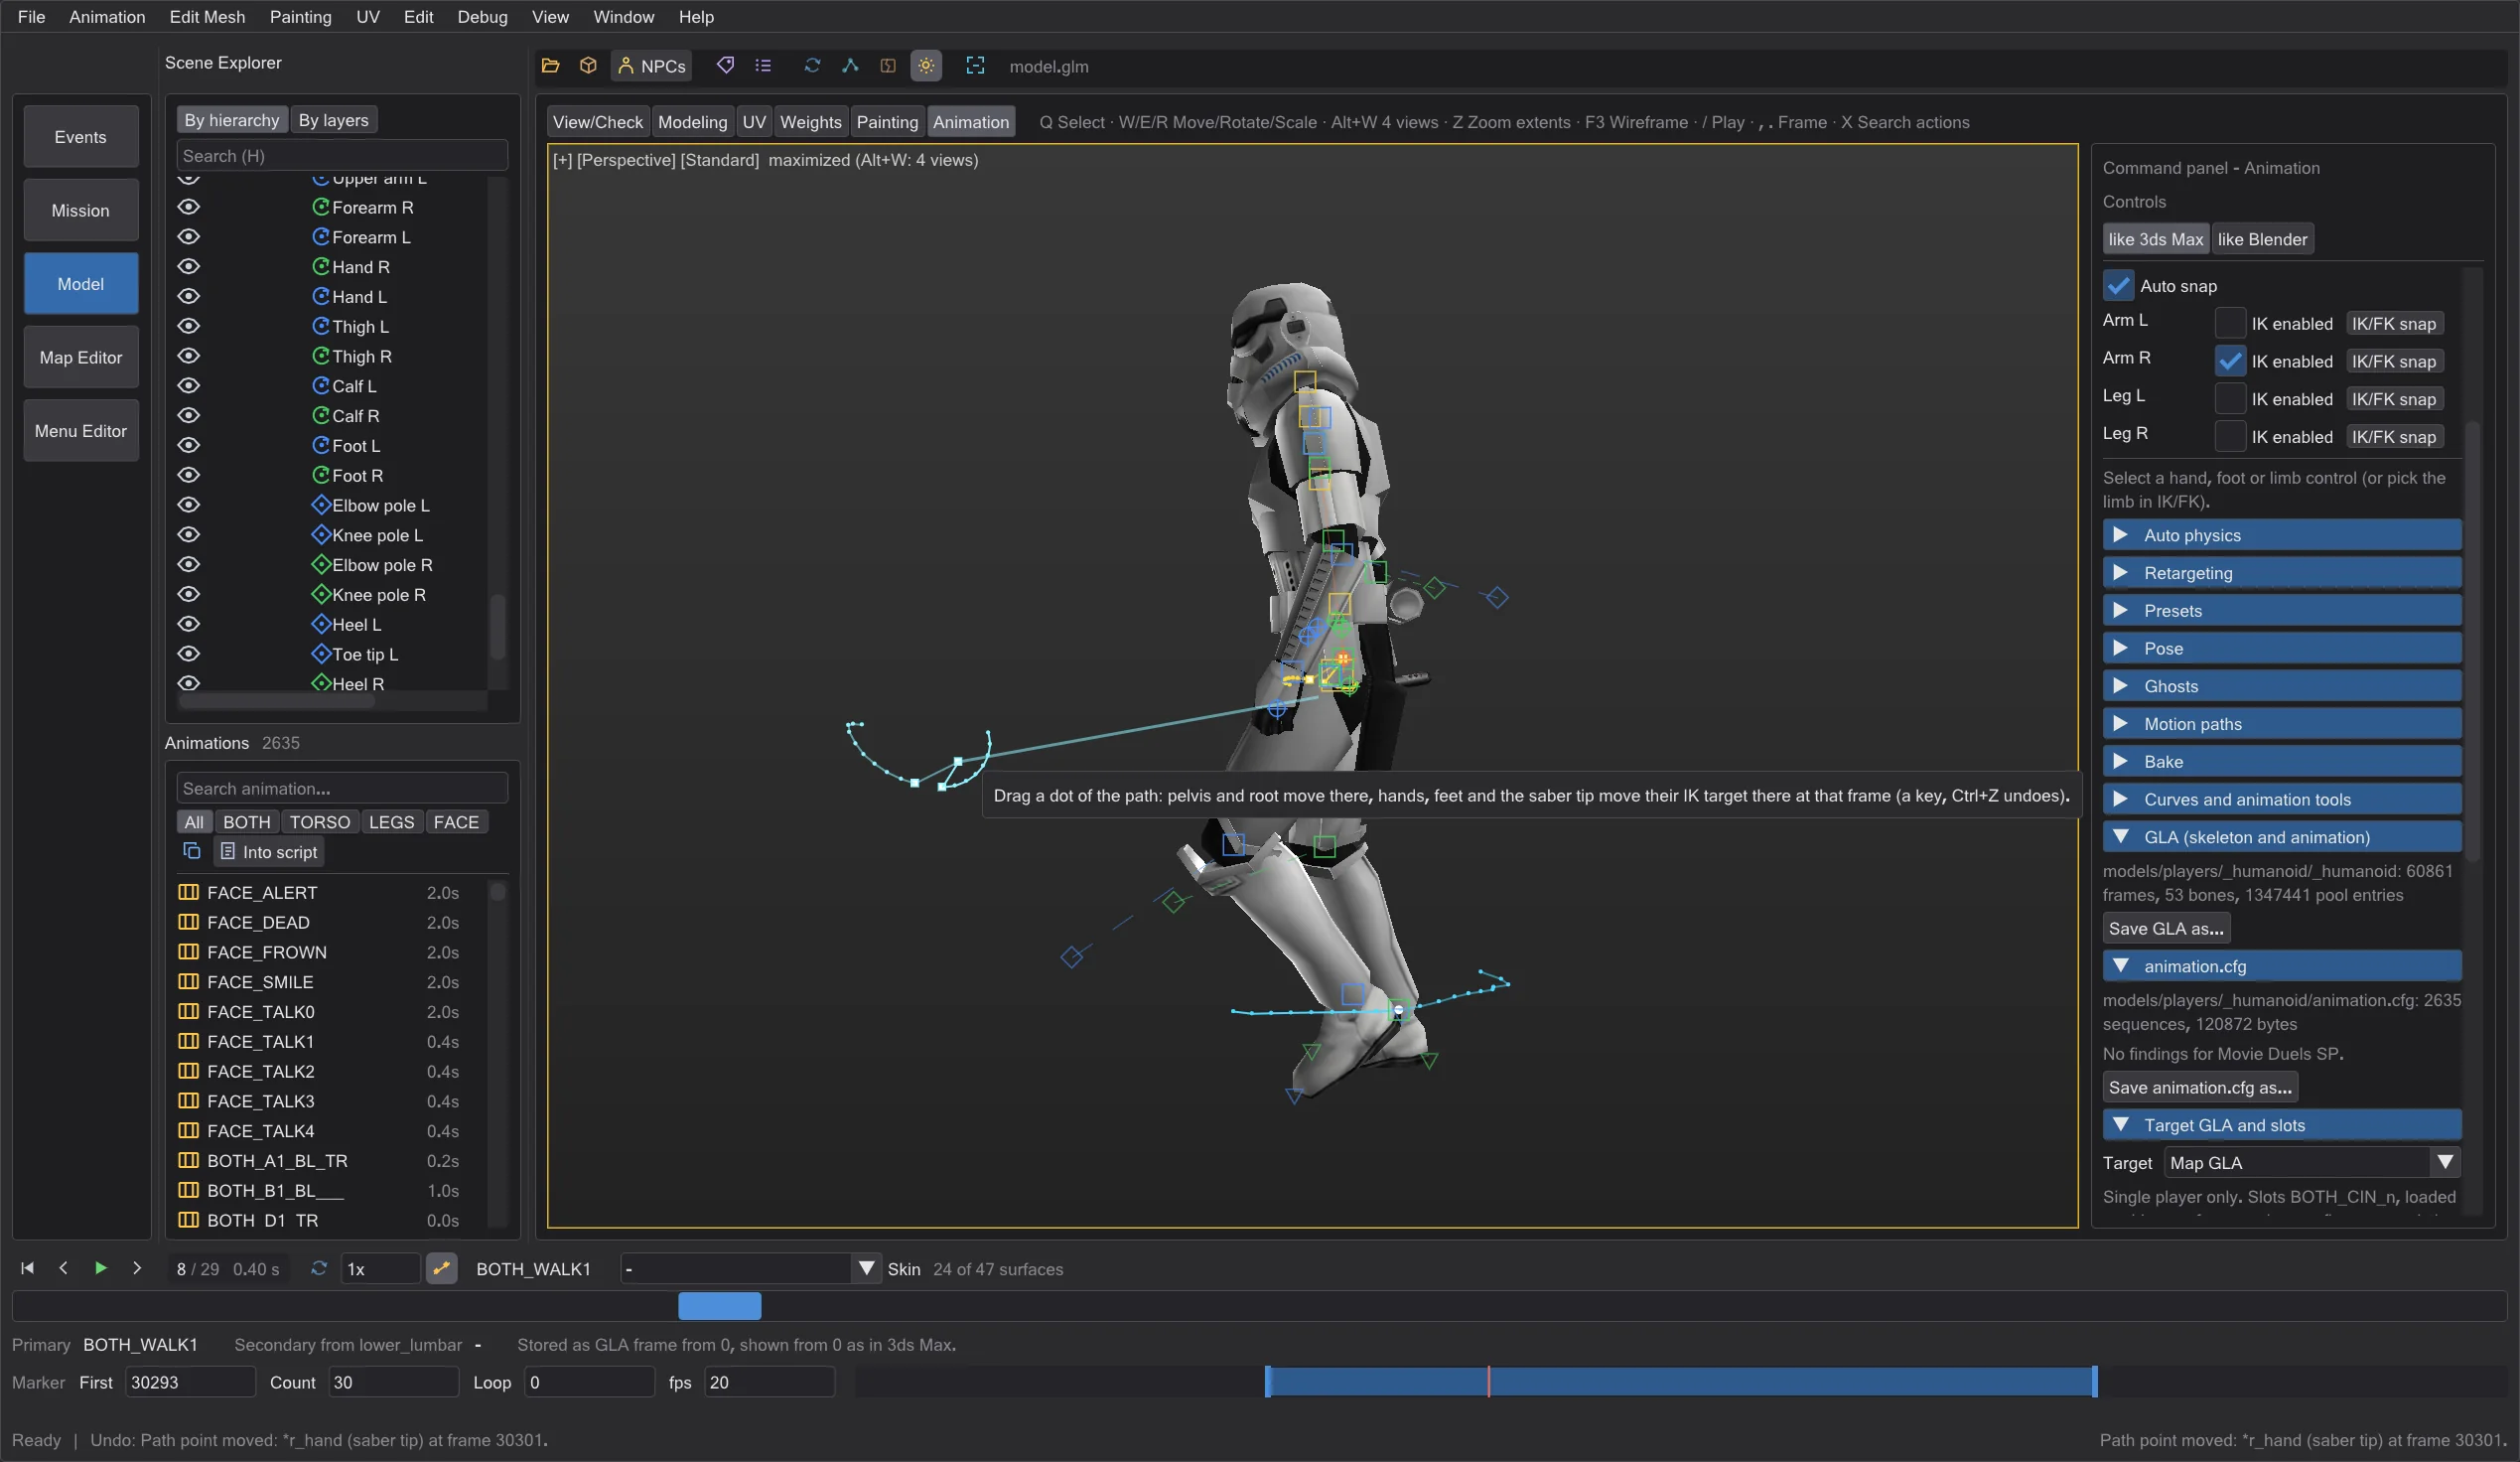 File Animation Edit Mesh Painting UV Edit Debug View Window Help
Scene Explorer
NPCs
model.glm
Events
Mission
Model
Map Editor
Menu Editor
By hierarchy By layers
Search (H)
Upper arm L
Forearm R
Forearm L
Hand R
Hand L
Thigh L
Thigh R
Calf L
Calf R
Foot L
Foot R
Elbow pole L
Knee pole L
Elbow pole R
Knee pole R
Heel L
Toe tip L
Heel R
Animations 2635
Search animation...
All BOTH TORSO LEGS FACE
Into script
FACE_ALERT 2.0s
FACE_DEAD 2.0s
FACE_FROWN 2.0s
FACE_SMILE 2.0s
FACE_TALK0 2.0s
FACE_TALK1 0.4s
FACE_TALK2 0.4s
FACE_TALK3 0.4s
FACE_TALK4 0.4s
BOTH_A1_BL_TR 0.2s
BOTH_B1_BL___ 1.0s
BOTH_D1_TR 0.0s
View/Check Modeling UV Weights Painting Animation Q Select · W/E/R Move/Rotate/Scale · Alt+W 4 views · Z Zoom extents · F3 Wireframe · / Play · , . Frame · X Search actions
[+] [Perspective] [Standard] maximized (Alt+W: 4 views)
Drag a dot of the path: pelvis and root move there, hands, feet and the saber tip move their IK target there at that frame (a key, Ctrl+Z undoes).
Command panel - Animation
Controls
like 3ds Max like Blender
Auto snap
Arm L IK enabled IK/FK snap
Arm R IK enabled IK/FK snap
Leg L IK enabled IK/FK snap
Leg R IK enabled IK/FK snap
Select a hand, foot or limb control (or pick the
limb in IK/FK).
Auto physics
Retargeting
Presets
Pose
Ghosts
Motion paths
Bake
Curves and animation tools
GLA (skeleton and animation)
models/players/_humanoid/_humanoid: 60861
frames, 53 bones, 1347441 pool entries
Save GLA as...
animation.cfg
models/players/_humanoid/animation.cfg: 2635
sequences, 120872 bytes
No findings for Movie Duels SP.
Save animation.cfg as...
Target GLA and slots
Target Map GLA
Single player only. Slots BOTH_CIN_n, loaded
8 / 29 0.40 s 1x BOTH_WALK1 - Skin 24 of 47 surfaces
Primary BOTH_WALK1 Secondary from lower_lumbar - Stored as GLA frame from 0, shown from 0 as in 3ds Max.
Marker First 30293 Count 30 Loop 0 fps 20
Ready | Undo: Path point moved: *r_hand (saber tip) at frame 30301.
Path point moved: *r_hand (saber tip) at frame 30301.